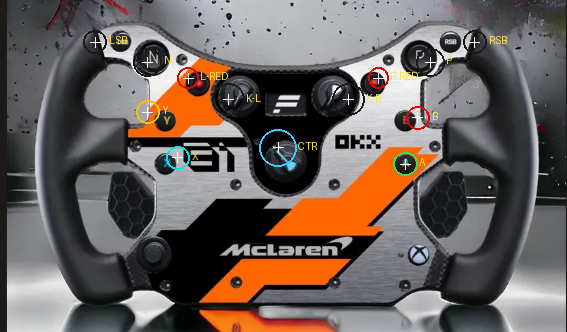 LSB
RSB
RSB
N
N
P
P
L-RED
R-RED
K-L
K-R
Y
Y
B
B
CTR
OKX
X
A
McLaren